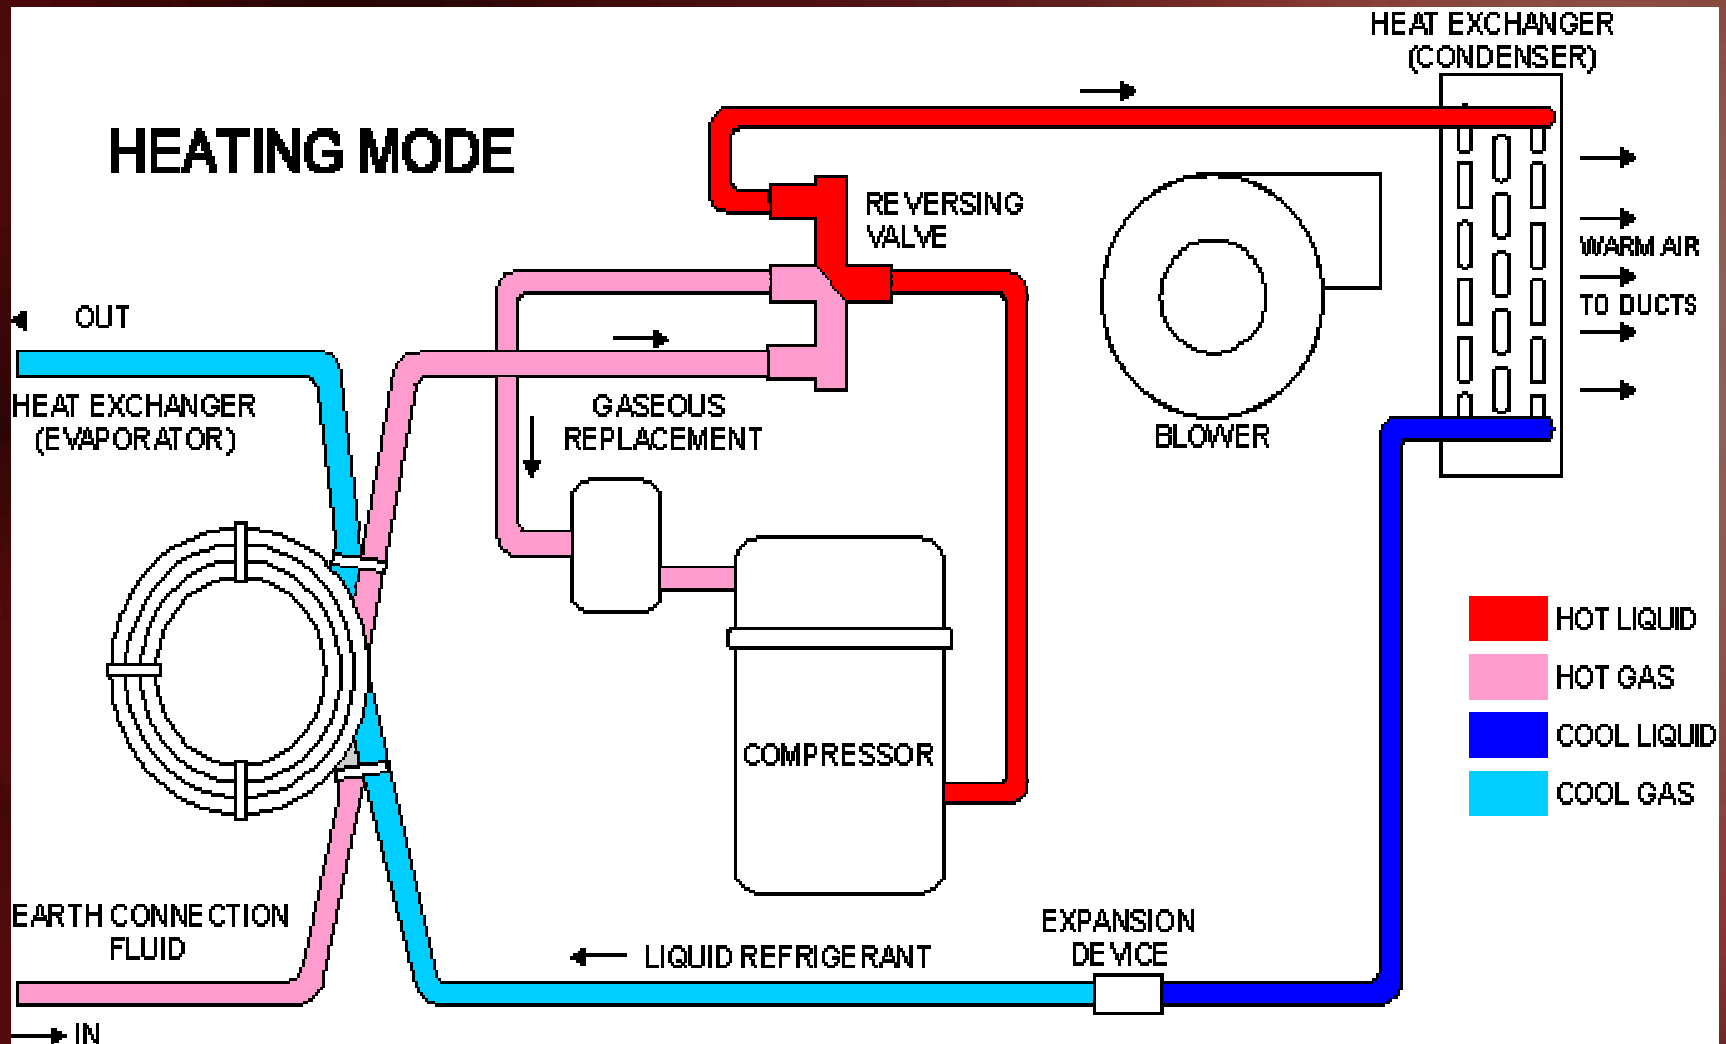 HEAT EXCHANGER
(CONDENSER)
HEATING MODE
REVERSING
VALVE
WARM AIR
TO DUCTS
OUT
HEAT EXCHANGER
(EVAPORATOR)
GASEOUS
REPLACEMENT
BLOWER
HOT LIQUID
HOT GAS
COOL LIQUID
COOL GAS
COMPRESSOR
EARTH CONNECTION
FLUID
LIQUID REFRIGERANT
EXPANSION
DEVICE
IN